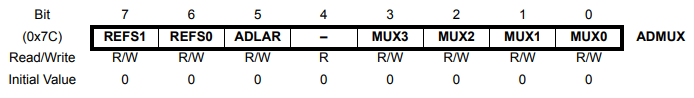 Bit 7 6 5 4 3 2 1 0
(0x7C) REFS1 REFS0 ADLAR – MUX3 MUX2 MUX1 MUX0 ADMUX
Read/Write R/W R/W R/W R R/W R/W R/W R/W
Initial Value 0 0 0 0 0 0 0 0